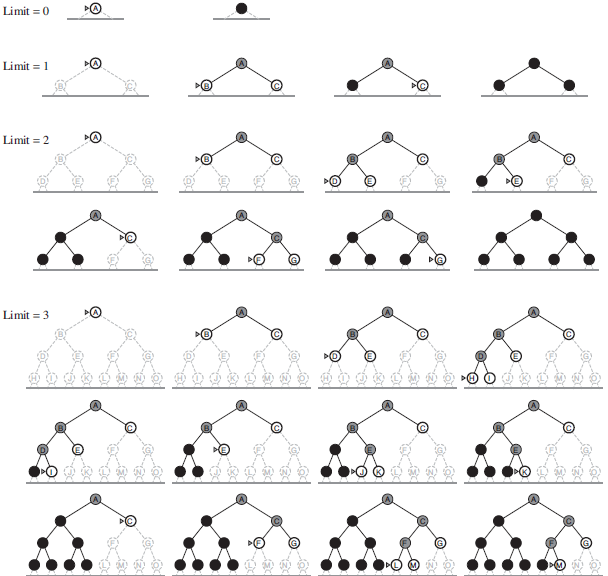 Limit = 0 A
Limit = 1 A A A
B C B C C
Limit = 2 A A A A
B C B C B C B C
D E F G D E F G D E F G E F G
A A A
C C C
F G F G G
Limit = 3 A A A A
B C B C B C B C
D E F G D E F G D E F G D E F G
H I J K L M N O H I J K L M N O H I J K L M N O H I J K L M N O
A A A A
B C B C B C B C
D E F G E F G E F G E F G
I J K L M N O J K L M N O J K L M N O K L M N O
A A A A
C C C C
F G F G F G F G
L M N O L M N O L M N O M N O